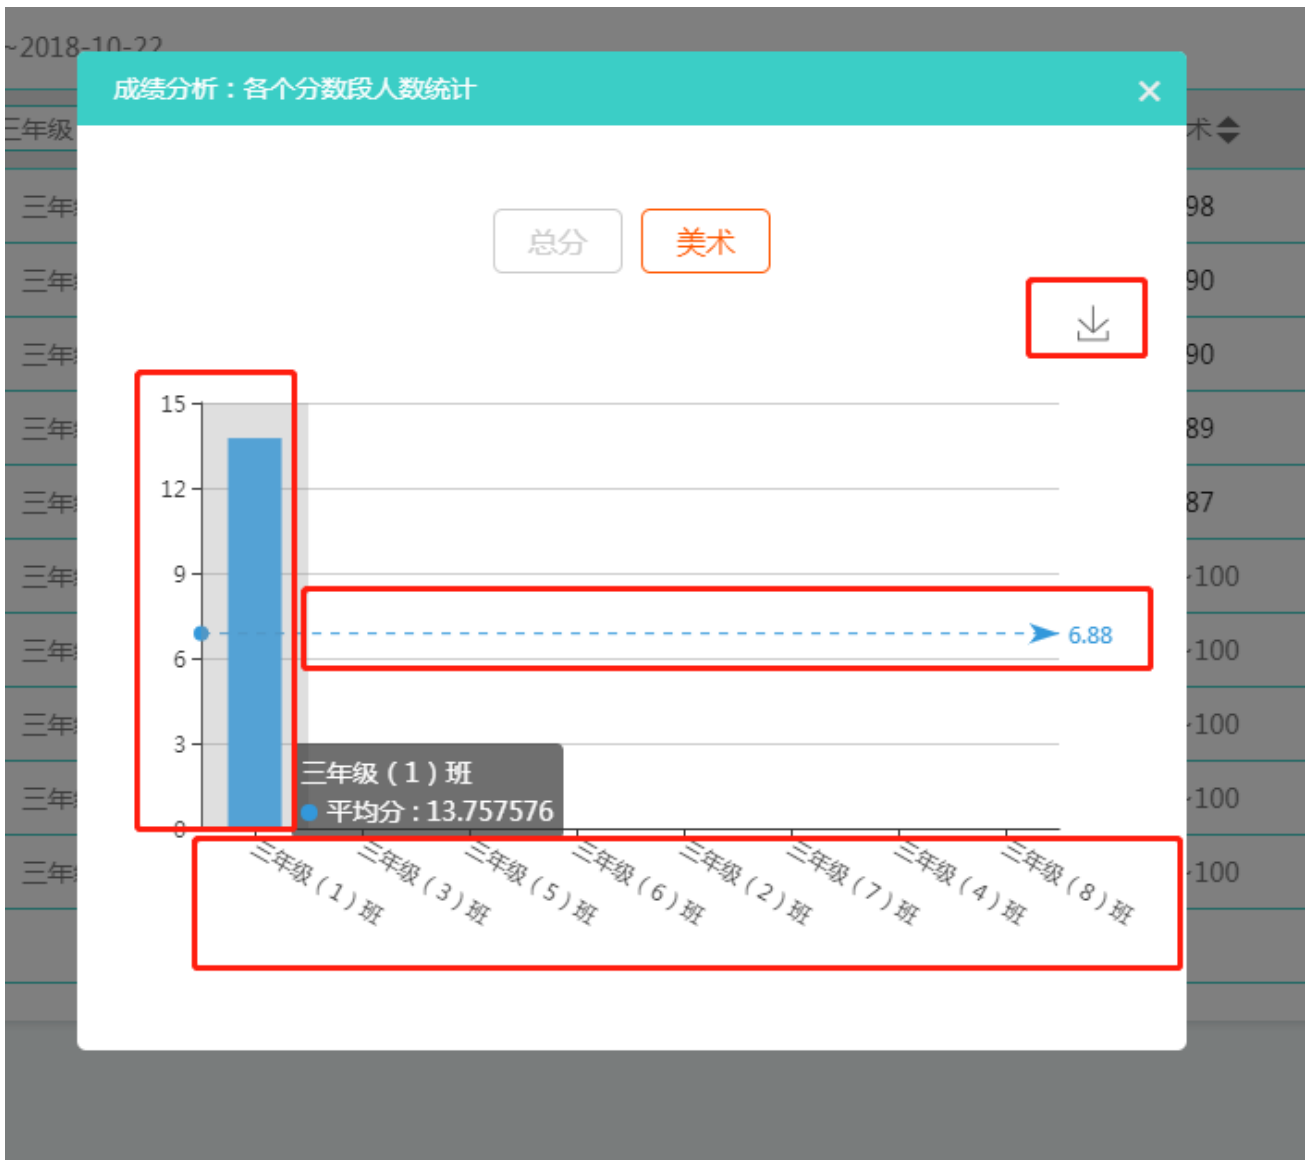 ~2018-10-22
成绩分析：各个分数段人数统计
三年级
术
总分
美术
三年
98
三年
90
三年
90
三年
89
三年
87
三年
100
三年
100
三年
100
三年
100
三年
100
15
12
9
6
3
0
6.88
三年级（1）班
平均分：13.757576
三年级（1）班
三年级（3）班
三年级（5）班
三年级（6）班
三年级（2）班
三年级（7）班
三年级（4）班
三年级（8）班